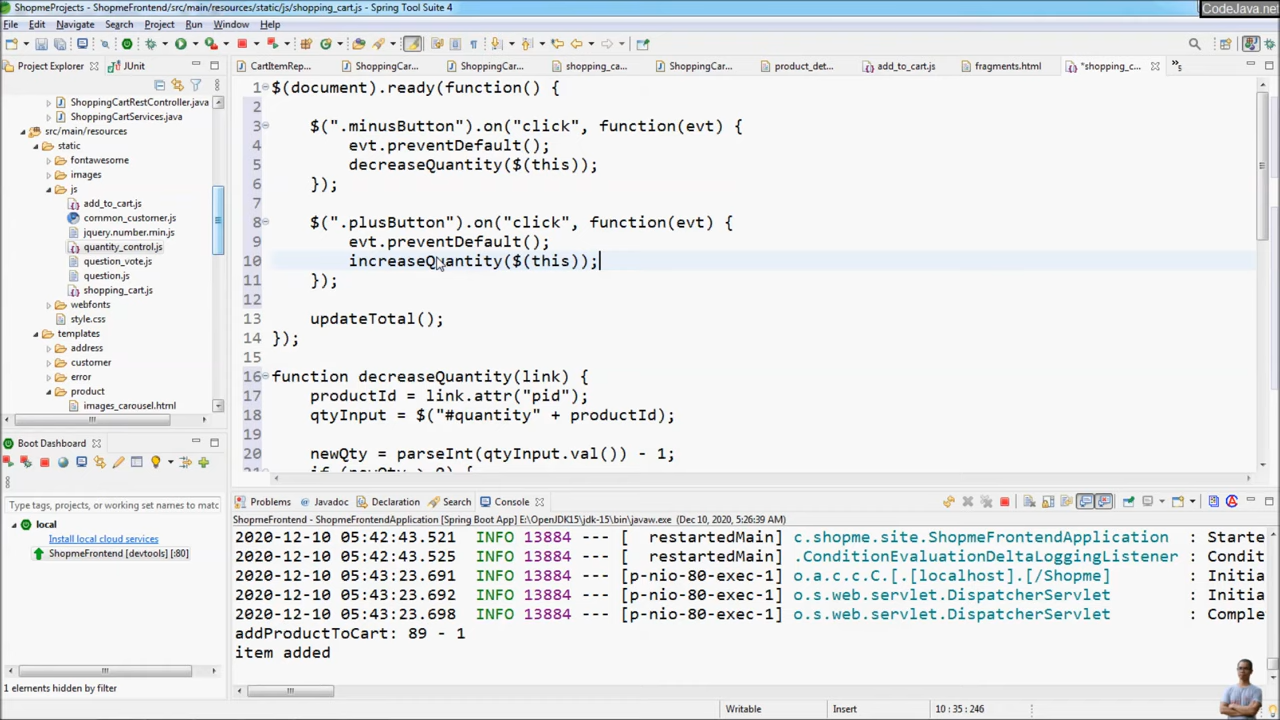 ShopmeProjects - ShopmeFrontend/src/main/resources/static/js/shopping_cart.js - Spring Tool Suite 4
CodeJava.net
File Edit Navigate Search Project Run Window Help
Project Explorer JUnit
CartItemRep... ShoppingCar... ShoppingCar... shopping_ca... ShoppingCar... product_det... add_to_cart.js fragments.html *shopping_c... »5
ShoppingCartRestController.java
ShoppingCartServices.java
src/main/resources
static
fontawesome
images
js
add_to_cart.js
common_customer.js
jquery.number.min.js
quantity_control.js
question_vote.js
question.js
shopping_cart.js
webfonts
style.css
templates
address
customer
error
product
images_carousel.html
1 $(document).ready(function() {
2
3 $(".minusButton").on("click", function(evt) {
4 evt.preventDefault();
5 decreaseQuantity($(this));
6 });
7
8 $(".plusButton").on("click", function(evt) {
9 evt.preventDefault();
10 increaseQuantity($(this));
11 });
12
13 updateTotal();
14 });
15
16 function decreaseQuantity(link) {
17 productId = link.attr("pid");
18 qtyInput = $("#quantity" + productId);
19
20 newQty = parseInt(qtyInput.val()) - 1;
21 if (newQty > 0) {
Boot Dashboard
Type tags, projects, or working set names to matc
local
Install local cloud services
ShopmeFrontend [devtools] [:80]
1 elements hidden by filter
Problems Javadoc Declaration Search Console
ShopmeFrontend - ShopmeFrontendApplication [Spring Boot App] E:\OpenJDK15\jdk-15\bin\javaw.exe (Dec 10, 2020, 5:26:39 AM)
2020-12-10 05:42:43.521 INFO 13884 --- [ restartedMain] c.shopme.site.ShopmeFrontendApplication : Starte
2020-12-10 05:42:43.525 INFO 13884 --- [ restartedMain] .ConditionEvaluationDeltaLoggingListener : Condit
2020-12-10 05:43:23.691 INFO 13884 --- [p-nio-80-exec-1] o.a.c.c.C.[.[localhost].[/Shopme] : Initia
2020-12-10 05:43:23.692 INFO 13884 --- [p-nio-80-exec-1] o.s.web.servlet.DispatcherServlet : Initia
2020-12-10 05:43:23.698 INFO 13884 --- [p-nio-80-exec-1] o.s.web.servlet.DispatcherServlet : Comple
addProductToCart: 89 - 1
item added
Writable Insert 10 : 35 : 246